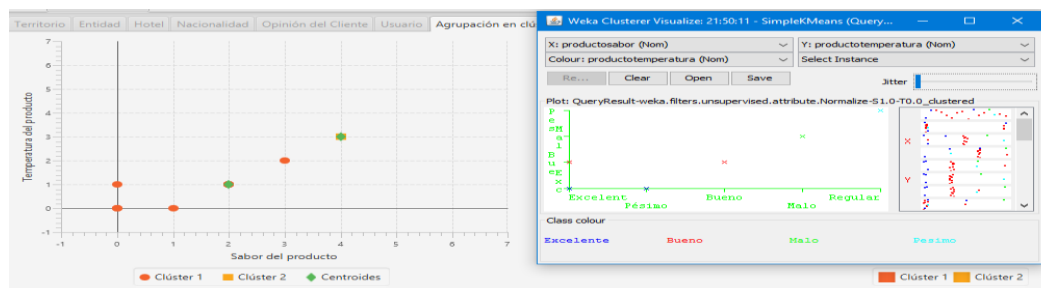 Territorio Entidad Hotel Nacionalidad Opinión del Cliente Usuario Agrupación en clú
7
6
5
4
3
2
1
0
-1
Temperatura del producto
-1 0 1 2 3 4 5 6 7
Sabor del producto
Clúster 1 Clúster 2 Centroides
Weka Clusterer Visualize: 21:50:11 - SimpleKMeans (Query...
X: productosabor (Nom) Y: productotemperatura (Nom)
Colour: productotemperatura (Nom) Select Instance
Re... Clear Open Save Jitter
Plot: QueryResult-weka.filters.unsupervised.attribute.Normalize-S1.0-T0.0_clustered
Excelent Bueno Regular
Pésimo Malo
X
Y
Class colour
Excelente Bueno Malo Pesimo
Clúster 1 Clúster 2